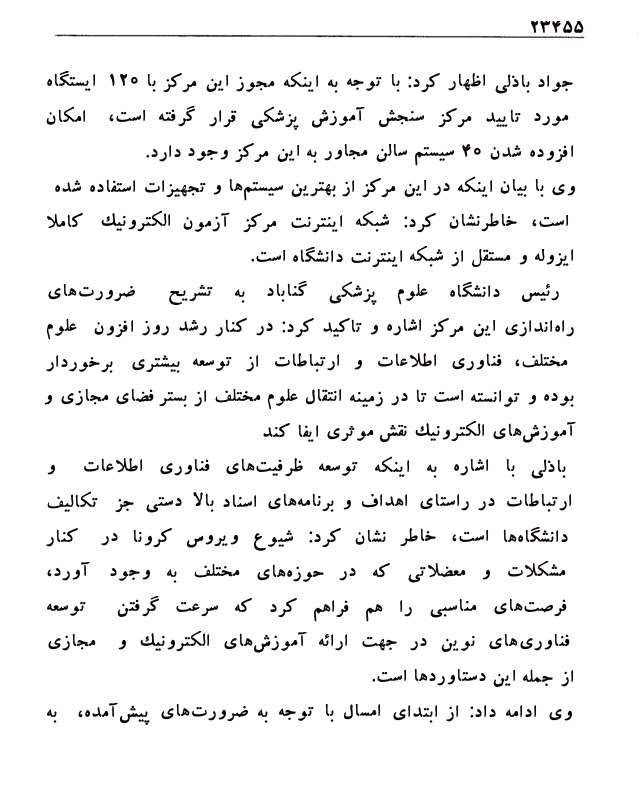 ۲۳۴۵۵
جواد باذلی اظهار کرد: با توجه به اینکه مجوز این مرکز با ۱۲۰ ایستگاه
مورد تایید مرکز سنجش آموزش پزشکی قرار گرفته است، امکان
افزوده شدن ۴۰ سیستم سالن مجاور به این مرکز وجود دارد.
وی با بیان اینکه در این مرکز از بهترین سیستم‌ها و تجهیزات استفاده شده
است، خاطرنشان کرد: شبکه اینترنت مرکز آزمون الکترونیك کاملا
ایزوله و مستقل از شبکه اینترنت دانشگاه است.
رئیس دانشگاه علوم پزشکی گناباد به تشریح ضرورت‌های
راه‌اندازی این مرکز اشاره و تاکید کرد: در کنار رشد روز افزون علوم
مختلف، فناوری اطلاعات و ارتباطات از توسعه بیشتری برخوردار
بوده و توانسته است تا در زمینه انتقال علوم مختلف از بستر فضای مجازی و
آموزش‌های الکترونیك نقش موثری ایفا کند
باذلی با اشاره به اینکه توسعه ظرفیت‌های فناوری اطلاعات و
ارتباطات در راستای اهداف و برنامه‌های اسناد بالا دستی جز تکالیف
دانشگاه‌ها است، خاطر نشان کرد: شیوع ویروس کرونا در کنار
مشکلات و معضلاتی که در حوزه‌های مختلف به وجود آورد،
فرصت‌های مناسبی را هم فراهم کرد که سرعت گرفتن توسعه
فناوری‌های نوین در جهت ارائه آموزش‌های الکترونیك و مجازی
از جمله این دستاوردها است.
وی ادامه داد: از ابتدای امسال با توجه به ضرورت‌های پیش‌آمده، به